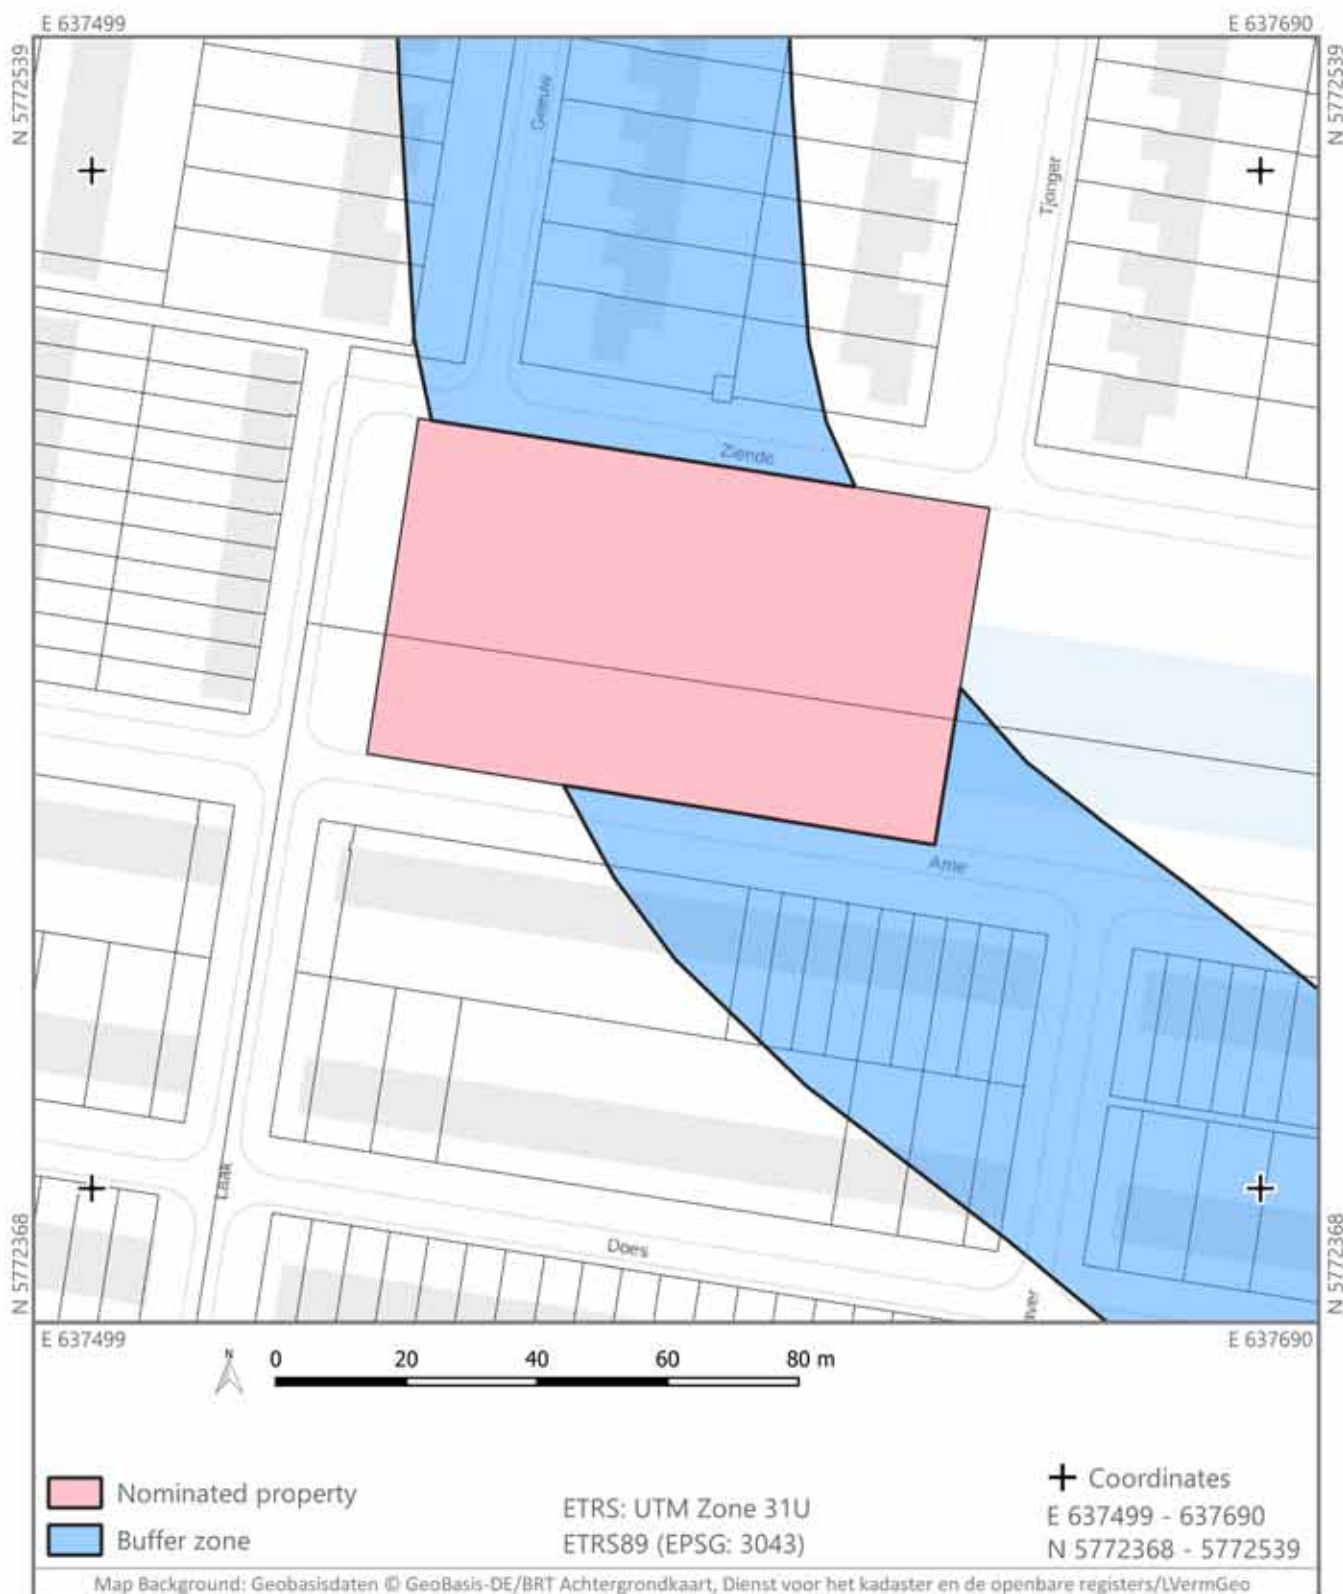 E 637499
E 637690
N 5772539
N 5772539
Tjonger
Ziende
Ame
Laak
Does
N 5772368
N 5772368
E 637499
E 637690
N
0 20 40 60 80 m
Nominated property
Buffer zone
ETRS: UTM Zone 31U
ETRS89 (EPSG: 3043)
Coordinates
E 637499 - 637690
N 5772368 - 5772539
Map Background: Geobasisdaten © GeoBasis-DE/BRT Achtergrondkaart, Dienst voor het kadaster en de openbare registers/LVermGeo